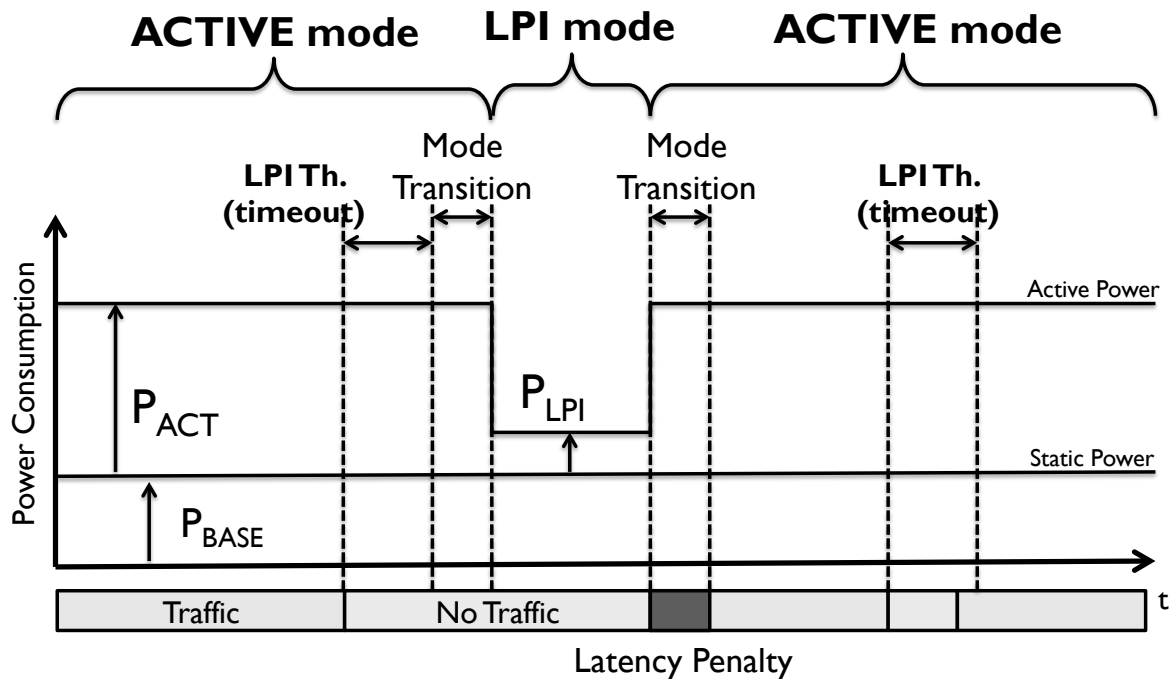 ACTIVE mode
LPI mode
ACTIVE mode
Mode
Transition
Mode
Transition
LPI Th.
(timeout)
LPI Th.
(timeout)
Power Consumption
Active Power
P_ACT
P_LPI
Static Power
P_BASE
t
Traffic
No Traffic
Latency Penalty